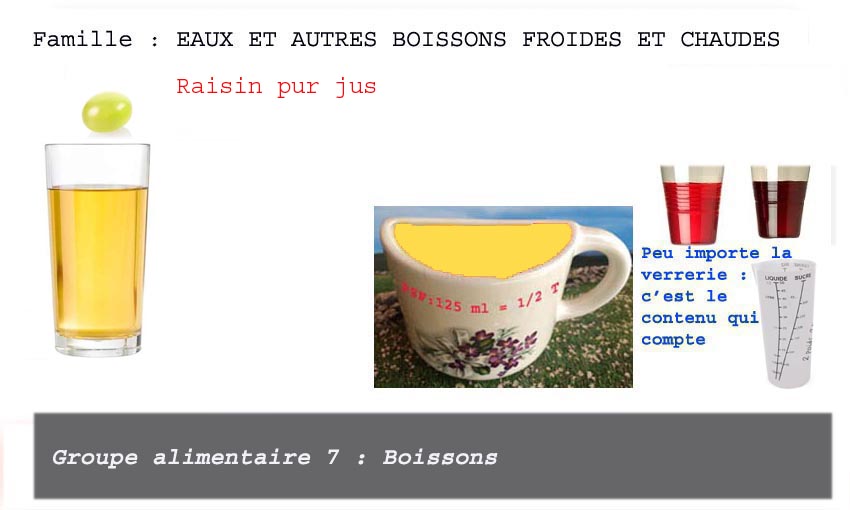 Famille : EAUX ET AUTRES BOISSONS FROIDES ET CHAUDES
Raisin pur jus
:125 ml = 1/2 T
Peu importe la
verrerie :
c'est le
contenu qui
compte
LIQUIDE SUCRE
Groupe alimentaire 7 : Boissons